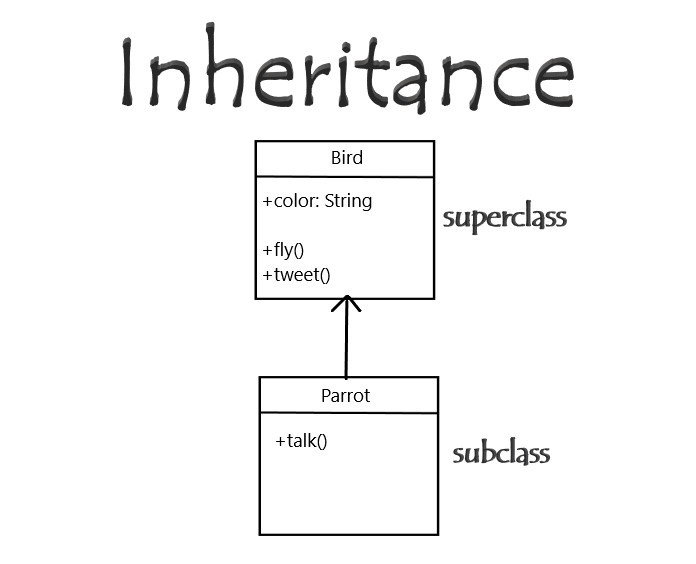 Inheritance
Bird
+color: String
superclass
+fly()
+tweet()
Parrot
+talk()
subclass